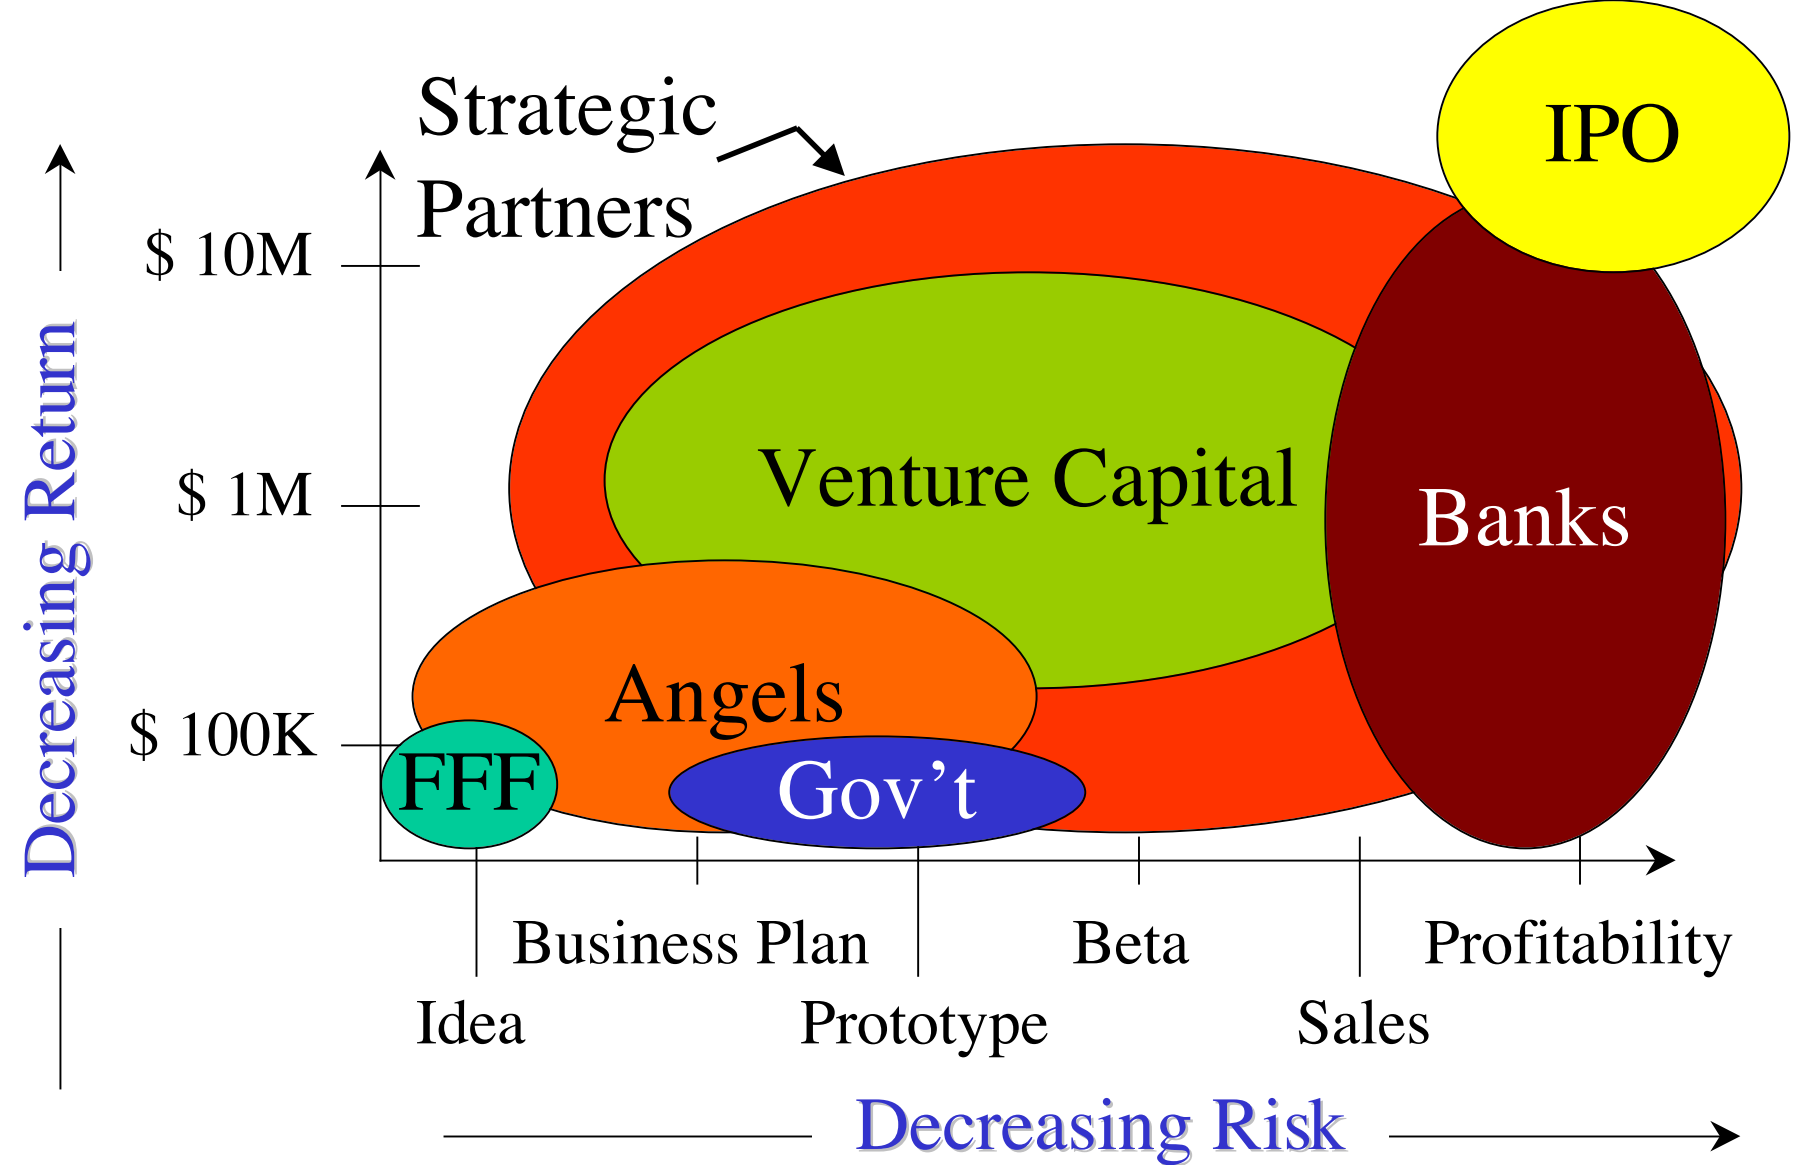 Strategic
Partners
IPO
$ 10M
$ 1M
$ 100K
Decreasing Return
Venture Capital
Banks
Angels
FFF
Gov’t
Business Plan
Beta
Profitability
Idea
Prototype
Sales
Decreasing Risk